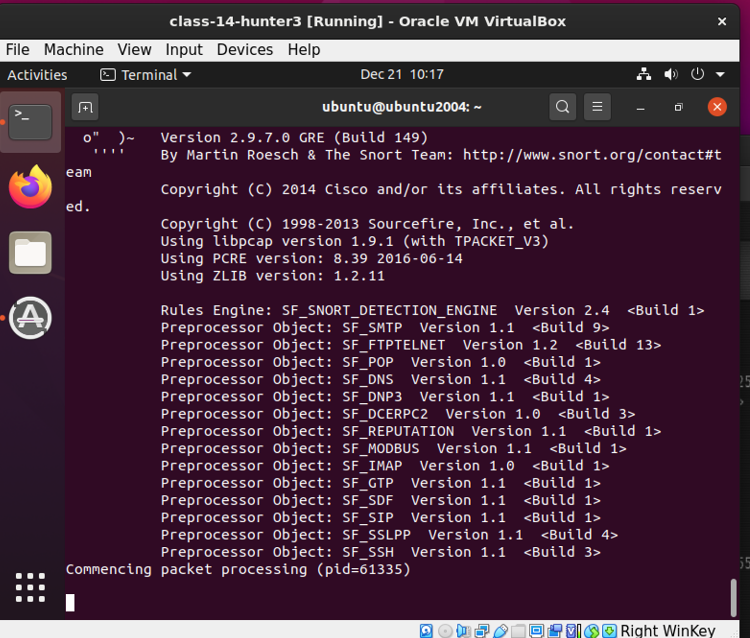 class-14-hunter3 [Running] - Oracle VM VirtualBox
File Machine View Input Devices Help
Activities Terminal Dec 21 10:17
ubuntu@ubuntu2004: ~
o" )~ Version 2.9.7.0 GRE (Build 149)
'''' By Martin Roesch & The Snort Team: http://www.snort.org/contact#t
eam
Copyright (C) 2014 Cisco and/or its affiliates. All rights reserv
ed.
Copyright (C) 1998-2013 Sourcefire, Inc., et al.
Using libpcap version 1.9.1 (with TPACKET_V3)
Using PCRE version: 8.39 2016-06-14
Using ZLIB version: 1.2.11
Rules Engine: SF_SNORT_DETECTION_ENGINE Version 2.4 <Build 1>
Preprocessor Object: SF_SMTP Version 1.1 <Build 9>
Preprocessor Object: SF_FTPTELNET Version 1.2 <Build 13>
Preprocessor Object: SF_POP Version 1.0 <Build 1>
Preprocessor Object: SF_DNS Version 1.1 <Build 4>
Preprocessor Object: SF_DNP3 Version 1.1 <Build 1>
Preprocessor Object: SF_DCERPC2 Version 1.0 <Build 3>
Preprocessor Object: SF_REPUTATION Version 1.1 <Build 1>
Preprocessor Object: SF_MODBUS Version 1.1 <Build 1>
Preprocessor Object: SF_IMAP Version 1.0 <Build 1>
Preprocessor Object: SF_GTP Version 1.1 <Build 1>
Preprocessor Object: SF_SDF Version 1.1 <Build 1>
Preprocessor Object: SF_SIP Version 1.1 <Build 1>
Preprocessor Object: SF_SSLPP Version 1.1 <Build 4>
Preprocessor Object: SF_SSH Version 1.1 <Build 3>
Commencing packet processing (pid=61335)
Right WinKey